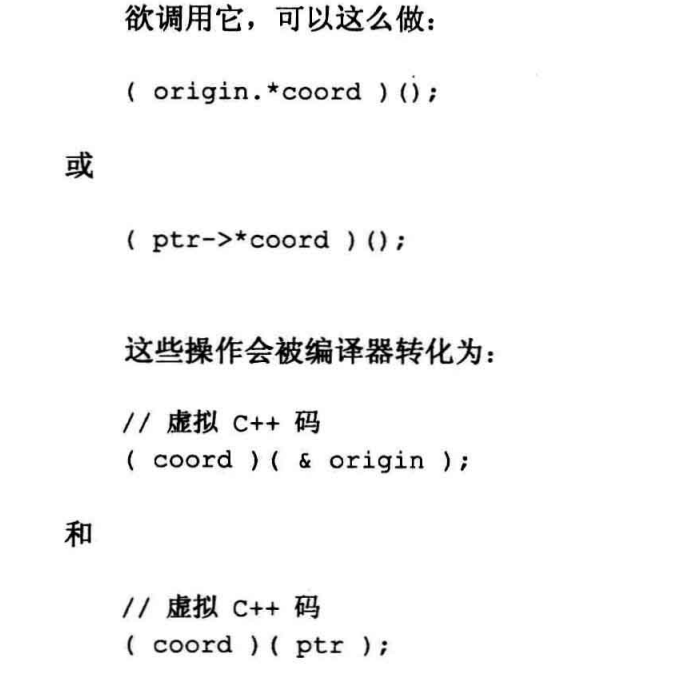 欲调用它，可以这么做：
( origin.*coord )();
或
( ptr->*coord )();
这些操作会被编译器转化为：
// 虚拟 C++ 码
( coord )( & origin );
和
// 虚拟 C++ 码
( coord )( ptr );